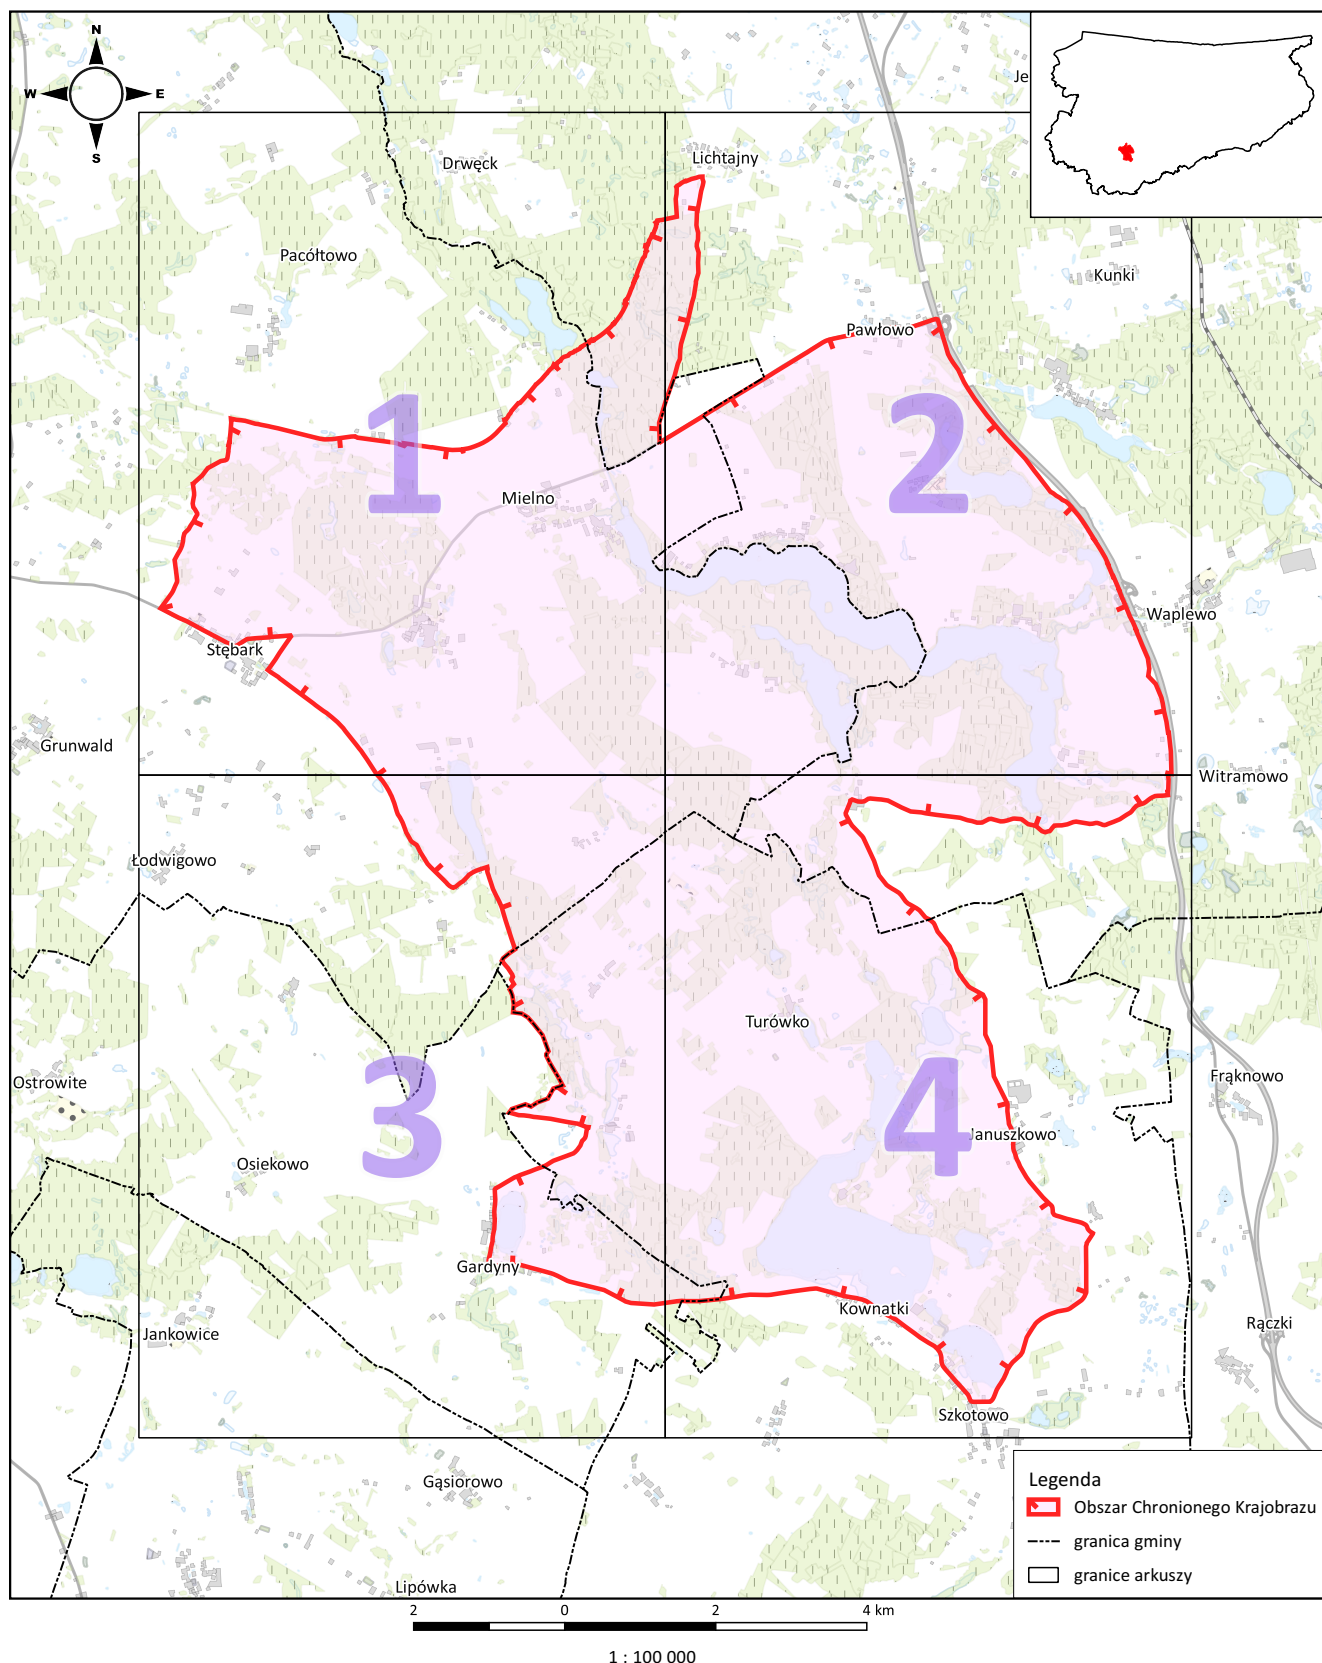 N
W
E
S
Je
Drwęck
Lichtajny
Pacółtowo
Kunki
Pawłowo
1
2
Mielno
Waplewo
Stębark
Grunwald
Witramowo
Łodwigowo
Turówko
Ostrowite
Frąknowo
3
4
Januszkowo
Osiekowo
Gardyny
Kownatki
Jankowice
Rączki
Szkotowo
Gąsiorowo
Lipówka
Legenda
Obszar Chronionego Krajobrazu
granica gminy
granice arkuszy
2 0 2 4 km
1 : 100 000